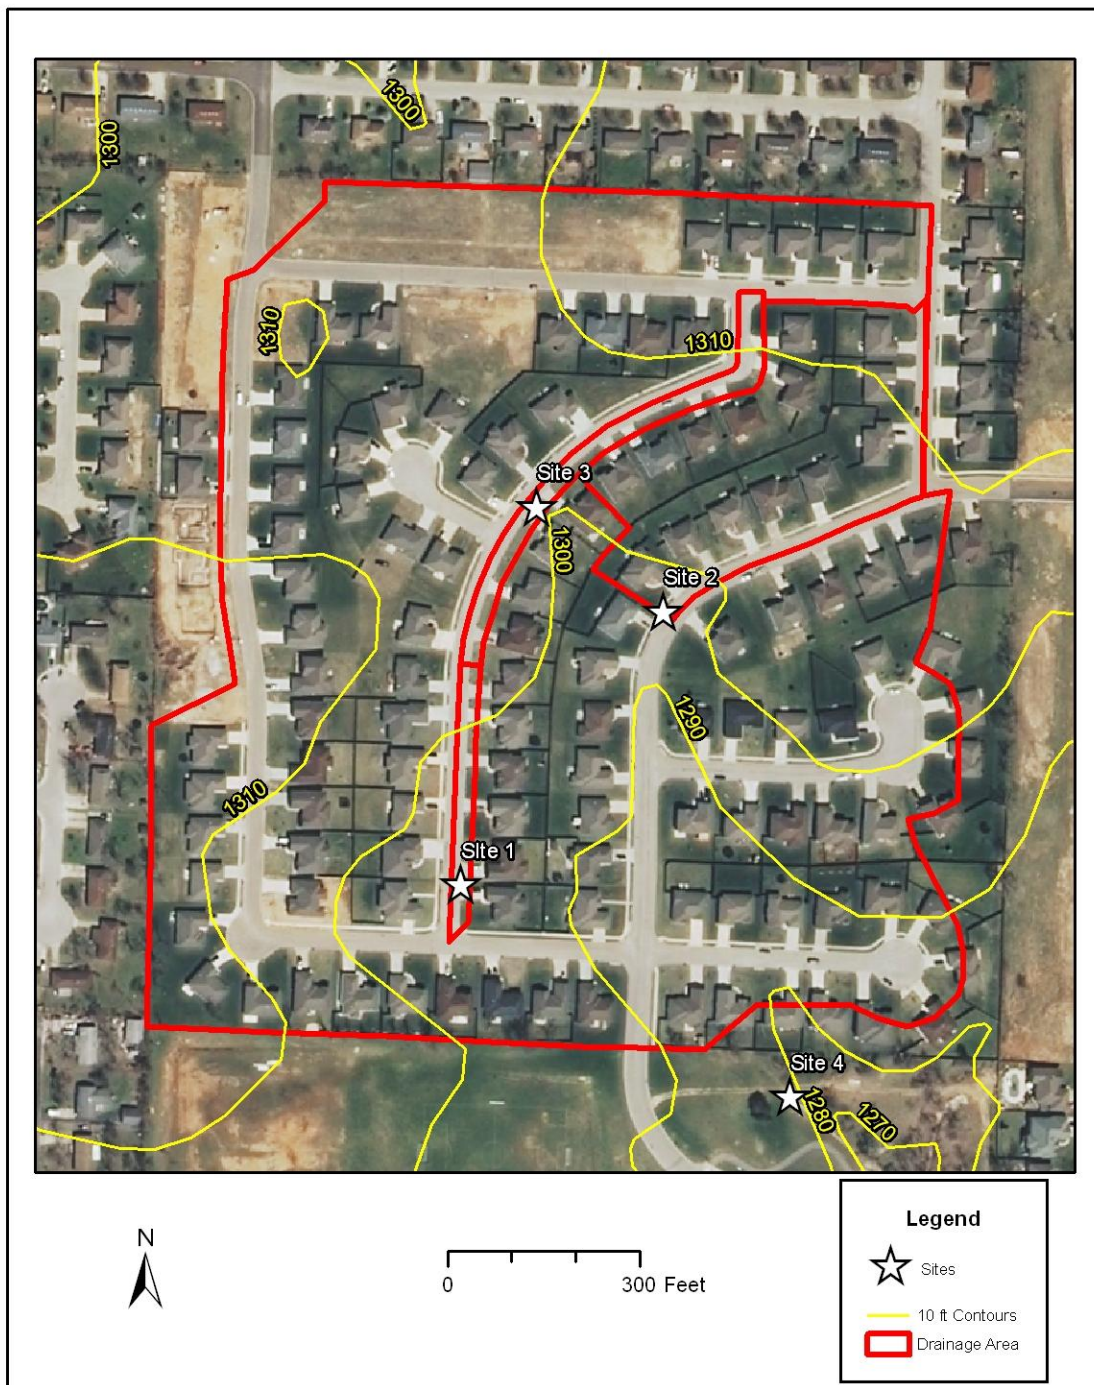 1300
1300
1310
1310
Site 3
1300
Site 2
1290
1310
SIte 1
Site 4
1280
1270
N
0
300 Feet
Legend
Sites
10 ft Contours
Drainage Area